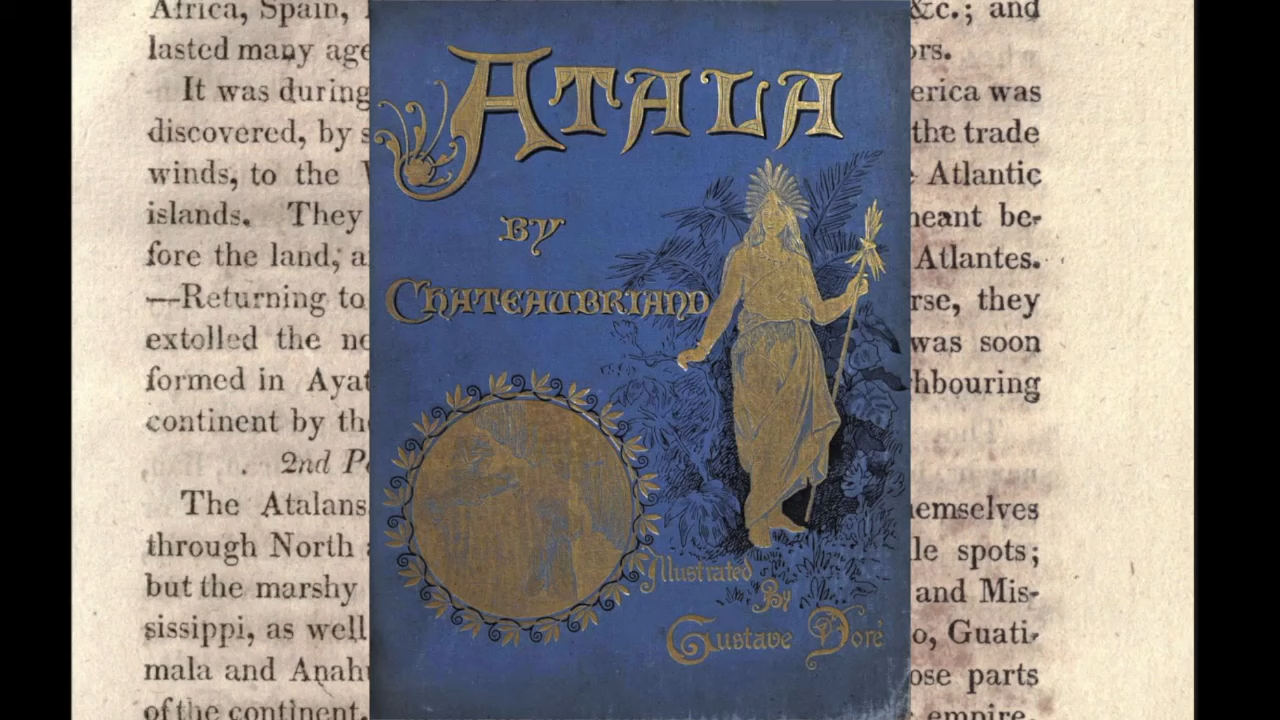 Africa, Spain, &c.; and
lasted many age ors.
It was during erica was
discovered, by s the trade
winds, to the Atlantic
islands. They meant be-
fore the land; a Atlantes.
—Returning to rse, they
extolled the ne was soon
formed in Ayat hbouring
continent by th
2nd P
The Atalans hemselves
through North le spots;
but the marshy and Mis-
sissippi, as well o, Guati-
mala and Anah ose parts
of the continent. empire.
ATALA
BY
CHATEAUBRIAND
Illustrated
By
Gustave Doré